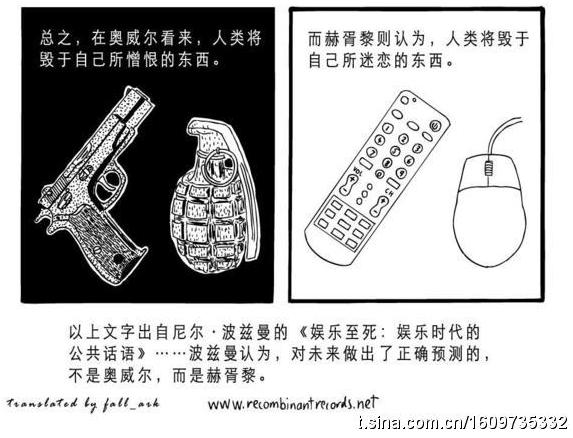 总之，在奥威尔看来，人类将
毁于自己所憎恨的东西。
而赫胥黎则认为，人类将毁于
自己所迷恋的东西。
VOL
CH
以上文字出自尼尔·波兹曼的《娱乐至死：娱乐时代的
公共话语》……波兹曼认为，对未来做出了正确预测的，
不是奥威尔，而是赫胥黎。
translated by fall_ark
www.recombinantrecords.net
t.sina.com.cn/1609735332